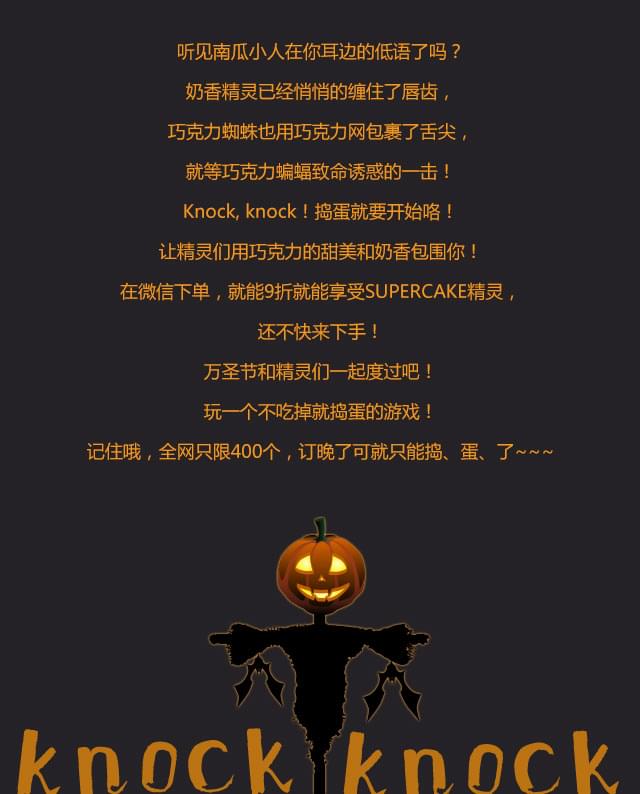 听见南瓜小人在你耳边的低语了吗？
奶香精灵已经悄悄的缠住了唇齿，
巧克力蜘蛛也用巧克力网包裹了舌尖，
就等巧克力蝙蝠致命诱惑的一击！
Knock, knock！捣蛋就要开始咯！
让精灵们用巧克力的甜美和奶香包围你！
在微信下单，就能9折就能享受SUPERCAKE精灵，
还不快来下手！
万圣节和精灵们一起度过吧！
玩一个不吃掉就捣蛋的游戏！
记住哦，全网只限400个，订晚了可就只能捣、蛋、了~~~
knock knock